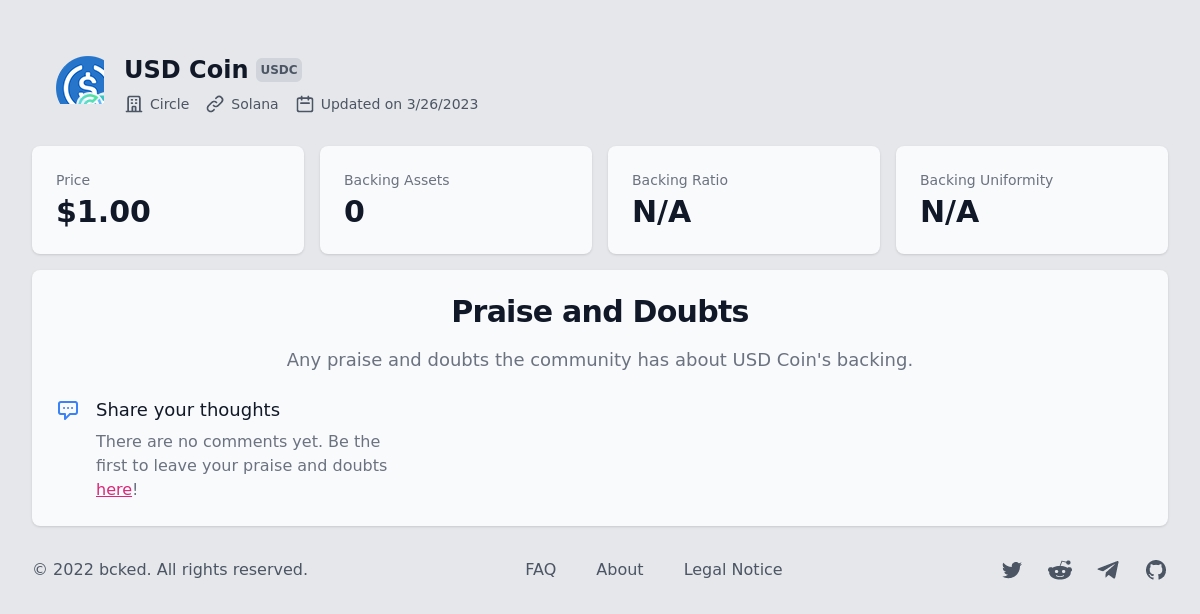 USD Coin USDC
Circle Solana Updated on 3/26/2023
Price Backing Assets Backing Ratio Backing Uniformity
$1.00 0 N/A N/A
Praise and Doubts
Any praise and doubts the community has about USD Coin's backing.
Share your thoughts
There are no comments yet. Be the
first to leave your praise and doubts
here!
© 2022 bcked. All rights reserved. FAQ About Legal Notice